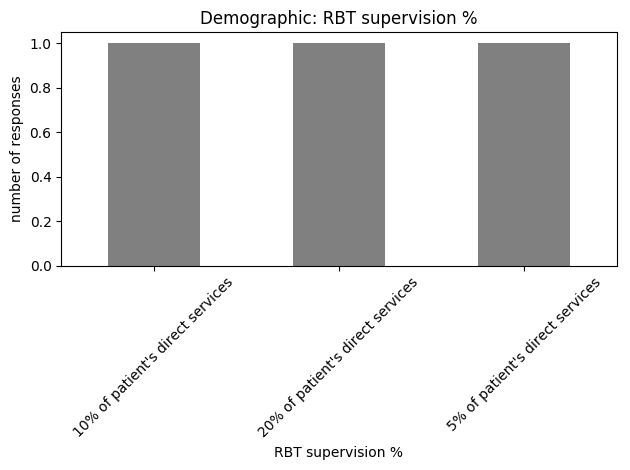 Demographic: RBT supervision %
number of responses
1.0
0.8
0.6
0.4
0.2
0.0
10% of patient's direct services
20% of patient's direct services
5% of patient's direct services
RBT supervision %